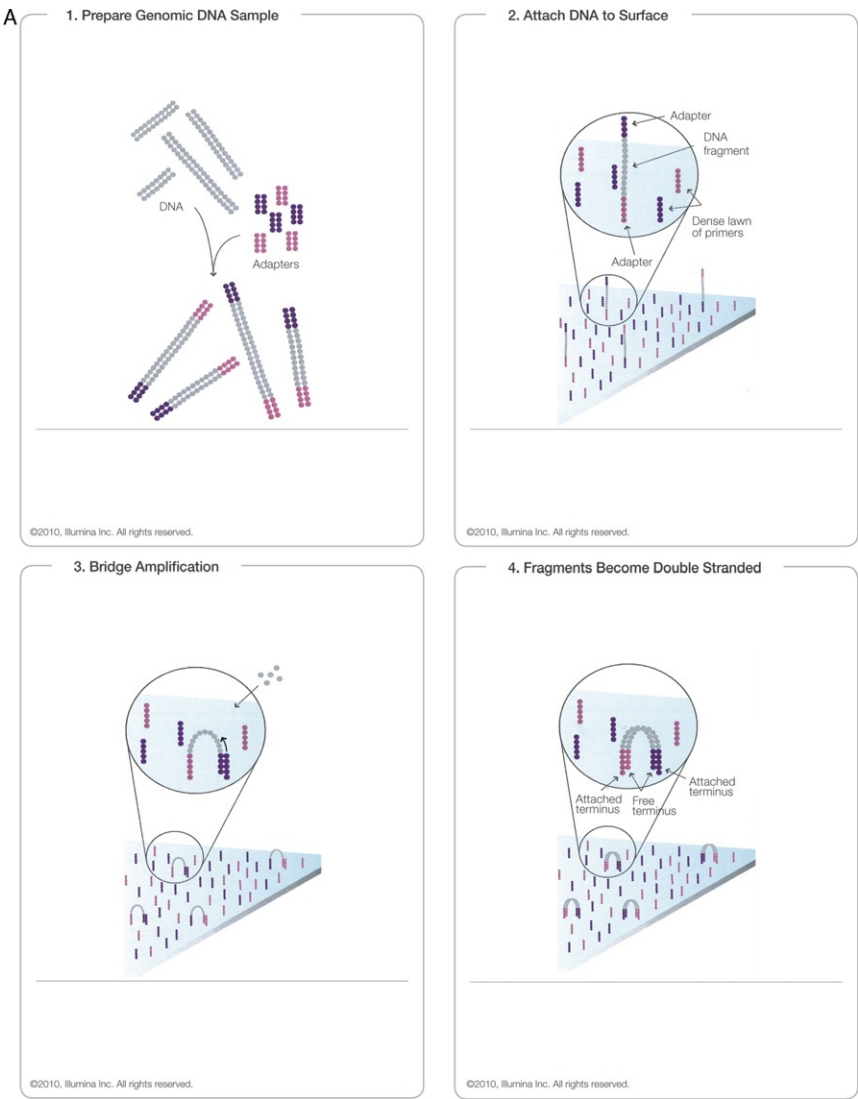 A
1. Prepare Genomic DNA Sample
DNA
Adapters
©2010, Illumina Inc. All rights reserved.
2. Attach DNA to Surface
Adapter
DNA
fragment
Dense lawn
of primers
Adapter
©2010, Illumina Inc. All rights reserved.
3. Bridge Amplification
©2010, Illumina Inc. All rights reserved.
4. Fragments Become Double Stranded
Attached
terminus
Free
terminus
Attached
terminus
©2010, Illumina Inc. All rights reserved.